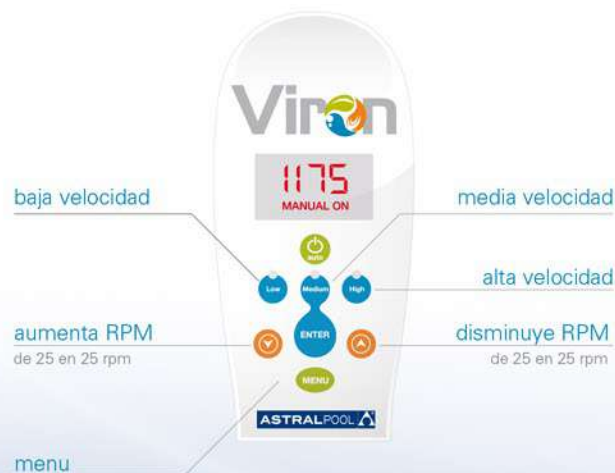 Viron
1175
MANUAL ON
baja velocidad
media velocidad
auto
Low
Medium
High
alta velocidad
aumenta RPM
de 25 en 25 rpm
ENTER
disminuye RPM
de 25 en 25 rpm
MENU
ASTRALPOOL
menu